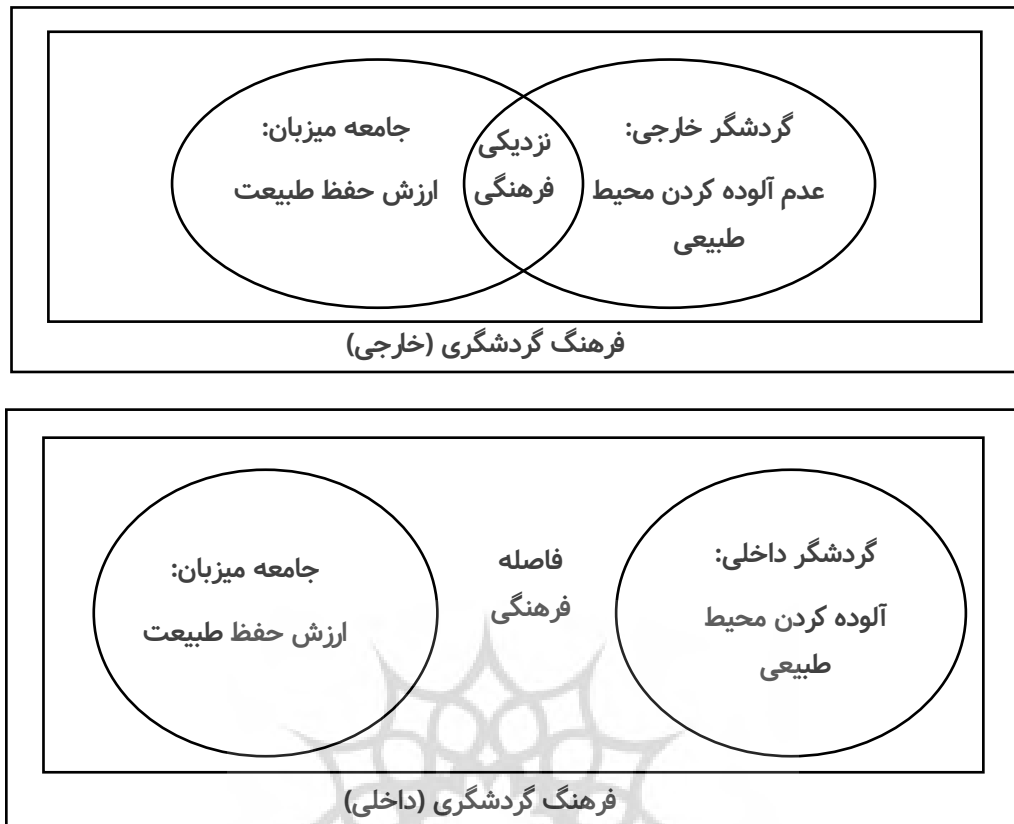 گردشگر خارجی:
عدم آلوده کردن محیط
طبیعی
نزدیکی
فرهنگی
جامعه میزبان:
ارزش حفظ طبیعت
فرهنگ گردشگری (خارجی)
گردشگر داخلی:
آلوده کردن محیط
طبیعی
فاصله
فرهنگی
جامعه میزبان:
ارزش حفظ طبیعت
فرهنگ گردشگری (داخلی)